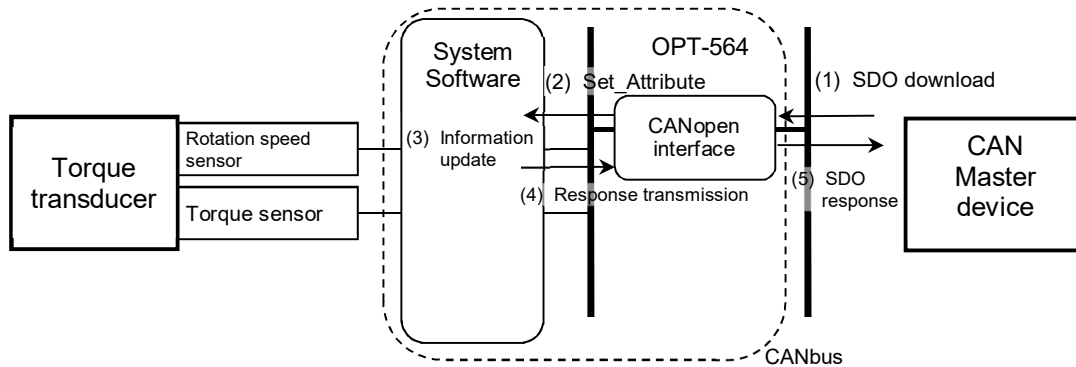 System
Software
OPT-564
(1) SDO download
(2) Set_Attribute
Rotation speed
sensor
(3) Information
update
CANopen
interface
Torque
transducer
CAN
Master
device
(4) Response transmission
(5) SDO
response
Torque sensor
CANbus